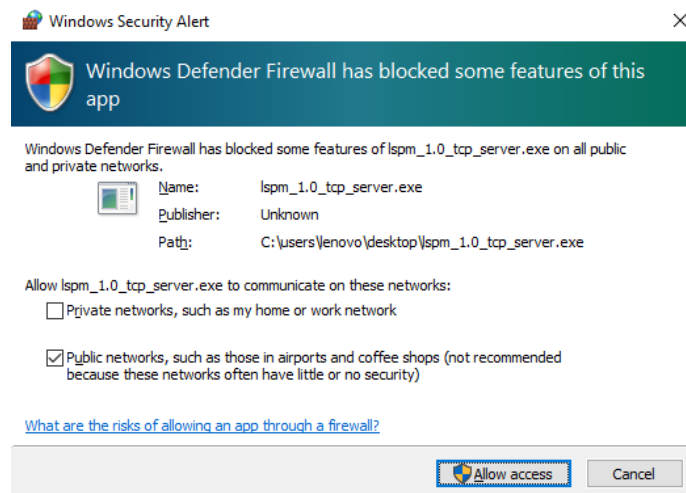 Windows Security Alert
Windows Defender Firewall has blocked some features of this
app
Windows Defender Firewall has blocked some features of lspm_1.0_tcp_server.exe on all public
and private networks.
Name: lspm_1.0_tcp_server.exe
Publisher: Unknown
Path: C:\users\lenovo\desktop\lspm_1.0_tcp_server.exe
Allow lspm_1.0_tcp_server.exe to communicate on these networks:
Private networks, such as my home or work network
Public networks, such as those in airports and coffee shops (not recommended
because these networks often have little or no security)
What are the risks of allowing an app through a firewall?
Allow access Cancel